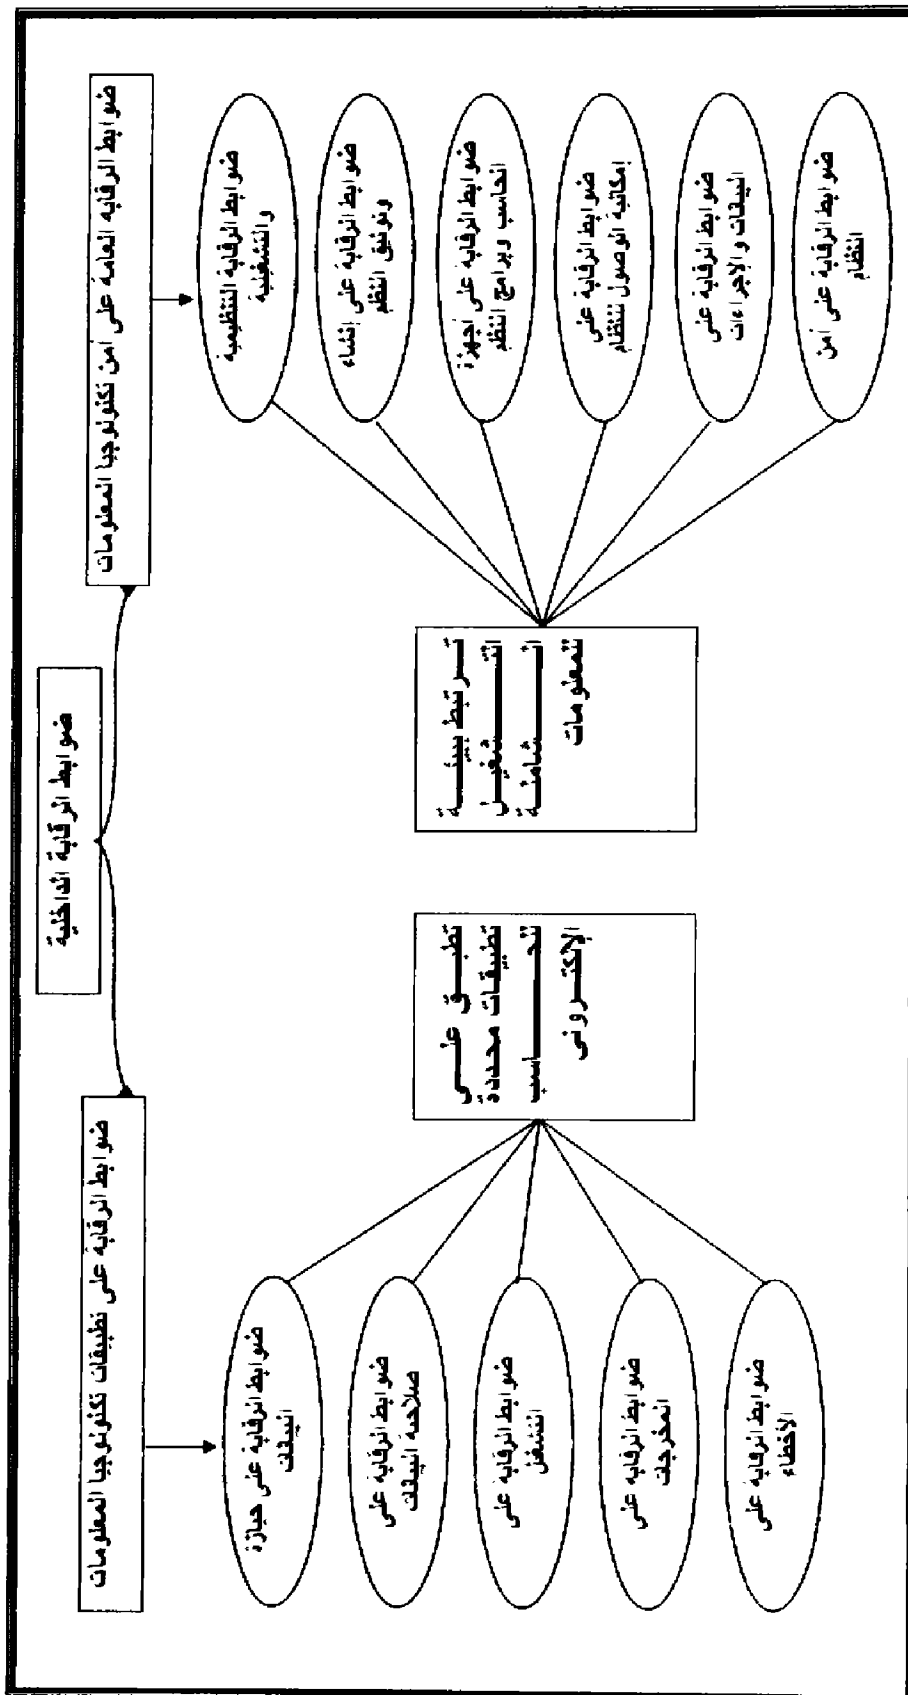 ضوابط الرقابة الداخلية
ضوابط الرقابة العامة على أمن تكنولوجيا المعلومات
ضوابط الرقابة على تطبيقات تكنولوجيا المعلومات
ضوابط الرقابة التنظيمية
والتشغيلية
ضوابط الرقابة على إنشاء
وتوثيق النظم
ضوابط الرقابة على أجهزة
الحاسب وبرامج النظم
ضوابط الرقابة على
إمكانية الوصول للنظام
ضوابط الرقابة على
البيانات والإجراءات
ضوابط الرقابة على أمن
النظام
ترتبط ببيئة
التشغيل
الشاملة
للمعلومات
تطبق على
تطبيقات محددة
للحاسب
الإلكترونى
ضوابط الرقابة على حيازة
البيانات
ضوابط الرقابة على
صلاحية البيانات
ضوابط الرقابة على
التشغيل
ضوابط الرقابة على
المخرجات
ضوابط الرقابة على
الأخطاء